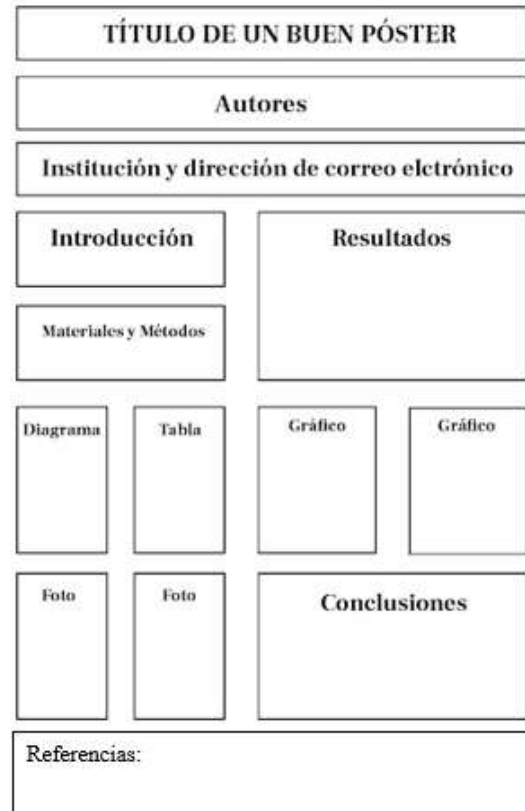 TÍTULO DE UN BUEN PÓSTER
Autores
Institución y dirección de correo elctrónico
Introducción
Resultados
Materiales y Métodos
Diagrama
Tabla
Gráfico
Gráfico
Foto
Foto
Conclusiones
Referencias: